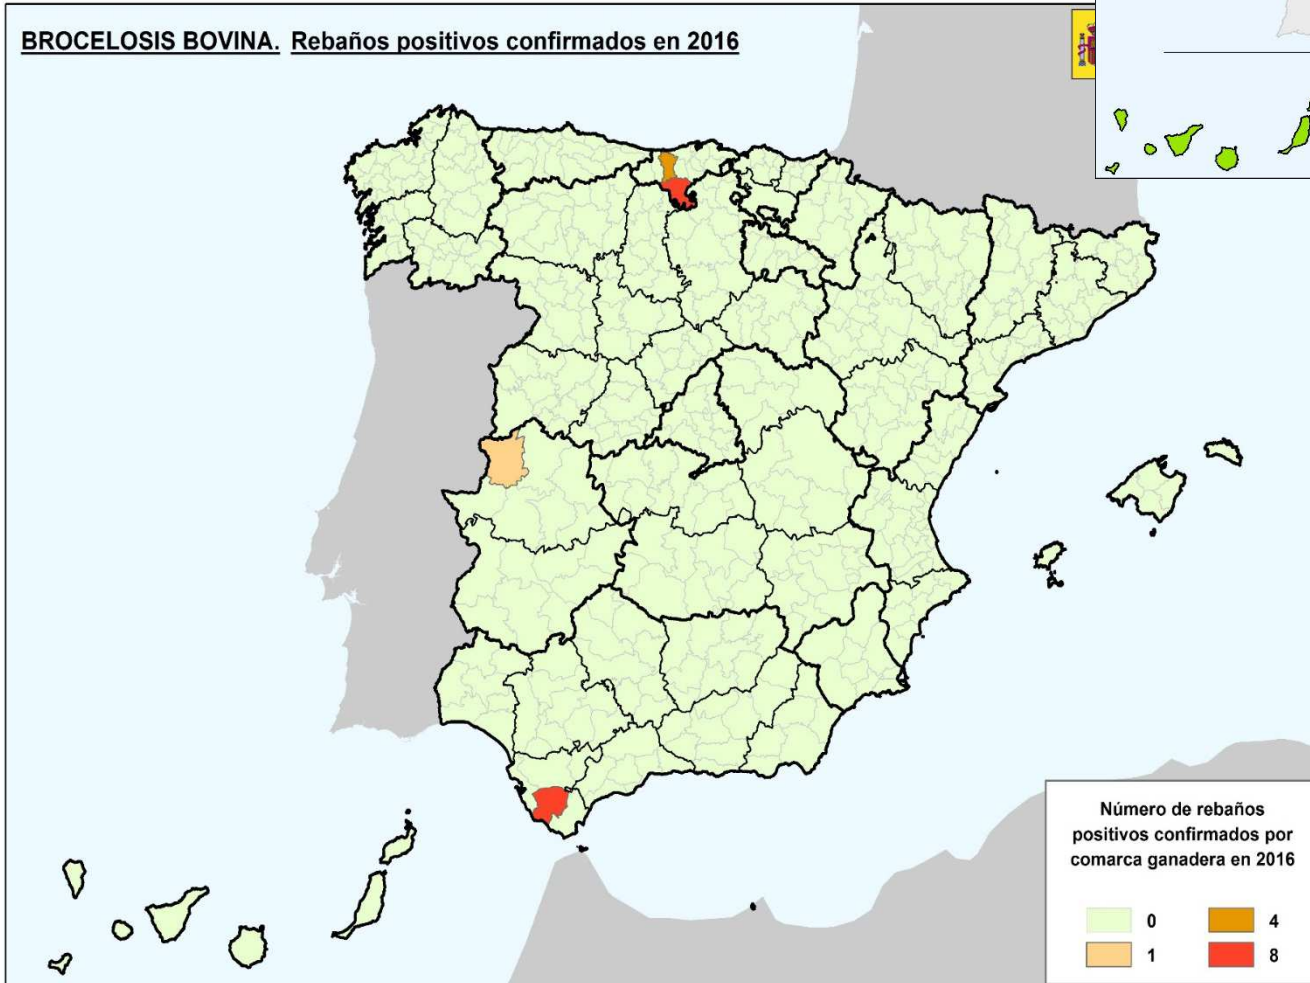 BROCELOSIS BOVINA. Rebaños positivos confirmados en 2016
Número de rebaños
positivos confirmados por
comarca ganadera en 2016
0 4
1 8